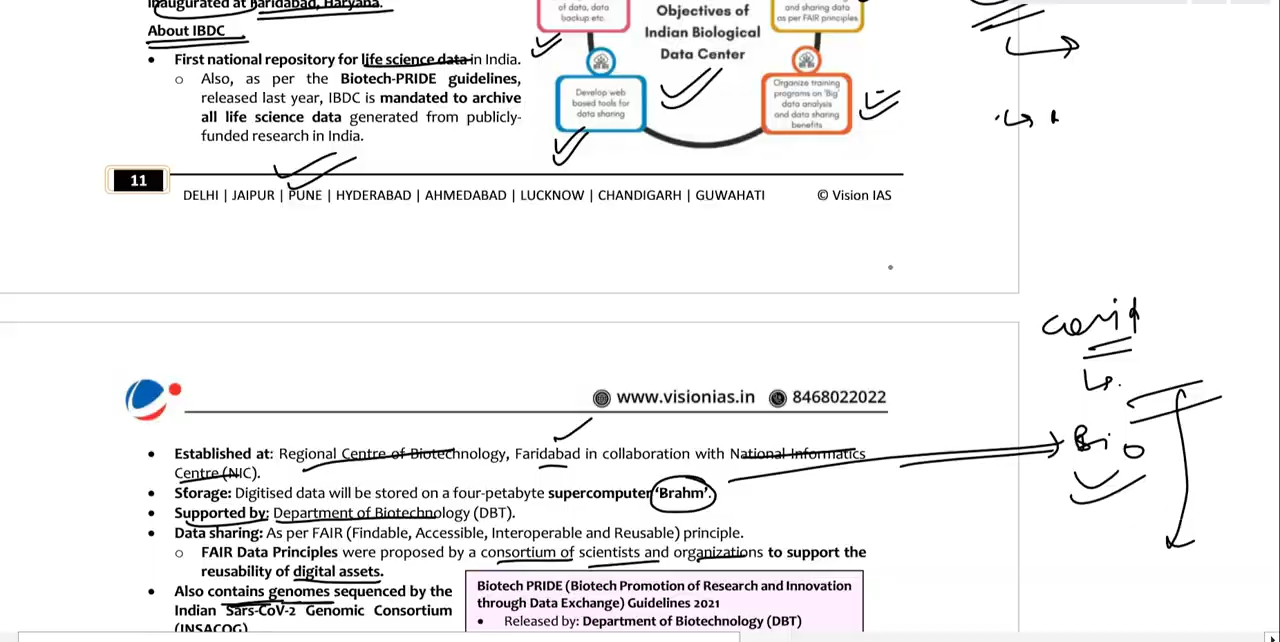 inaugurated at Faridabad, Haryana.
About IBDC
• First national repository for life science data in India.
o Also, as per the Biotech-PRIDE guidelines,
released last year, IBDC is mandated to archive
all life science data generated from publicly-
funded research in India.
of data, data
backup etc.
Objectives of
Indian Biological
Data Center
and sharing data
as per FAIR principles
Develop web
based tools for
data sharing
Organize training
programs on 'Big'
data analysis
and data sharing
benefits
11
DELHI | JAIPUR | PUNE | HYDERABAD | AHMEDABAD | LUCKNOW | CHANDIGARH | GUWAHATI
© Vision IAS
www.visionias.in 8468022022
• Established at: Regional Centre of Biotechnology, Faridabad in collaboration with National Informatics
Centre (NIC).
• Storage: Digitised data will be stored on a four-petabyte supercomputer 'Brahm'.
• Supported by: Department of Biotechnology (DBT).
• Data sharing: As per FAIR (Findable, Accessible, Interoperable and Reusable) principle.
o FAIR Data Principles were proposed by a consortium of scientists and organizations to support the
reusability of digital assets.
• Also contains genomes sequenced by the
Indian Sars-CoV-2 Genomic Consortium
(INSACOG)
Biotech PRIDE (Biotech Promotion of Research and Innovation
through Data Exchange) Guidelines 2021
• Released by: Department of Biotechnology (DBT)
covid
Bio